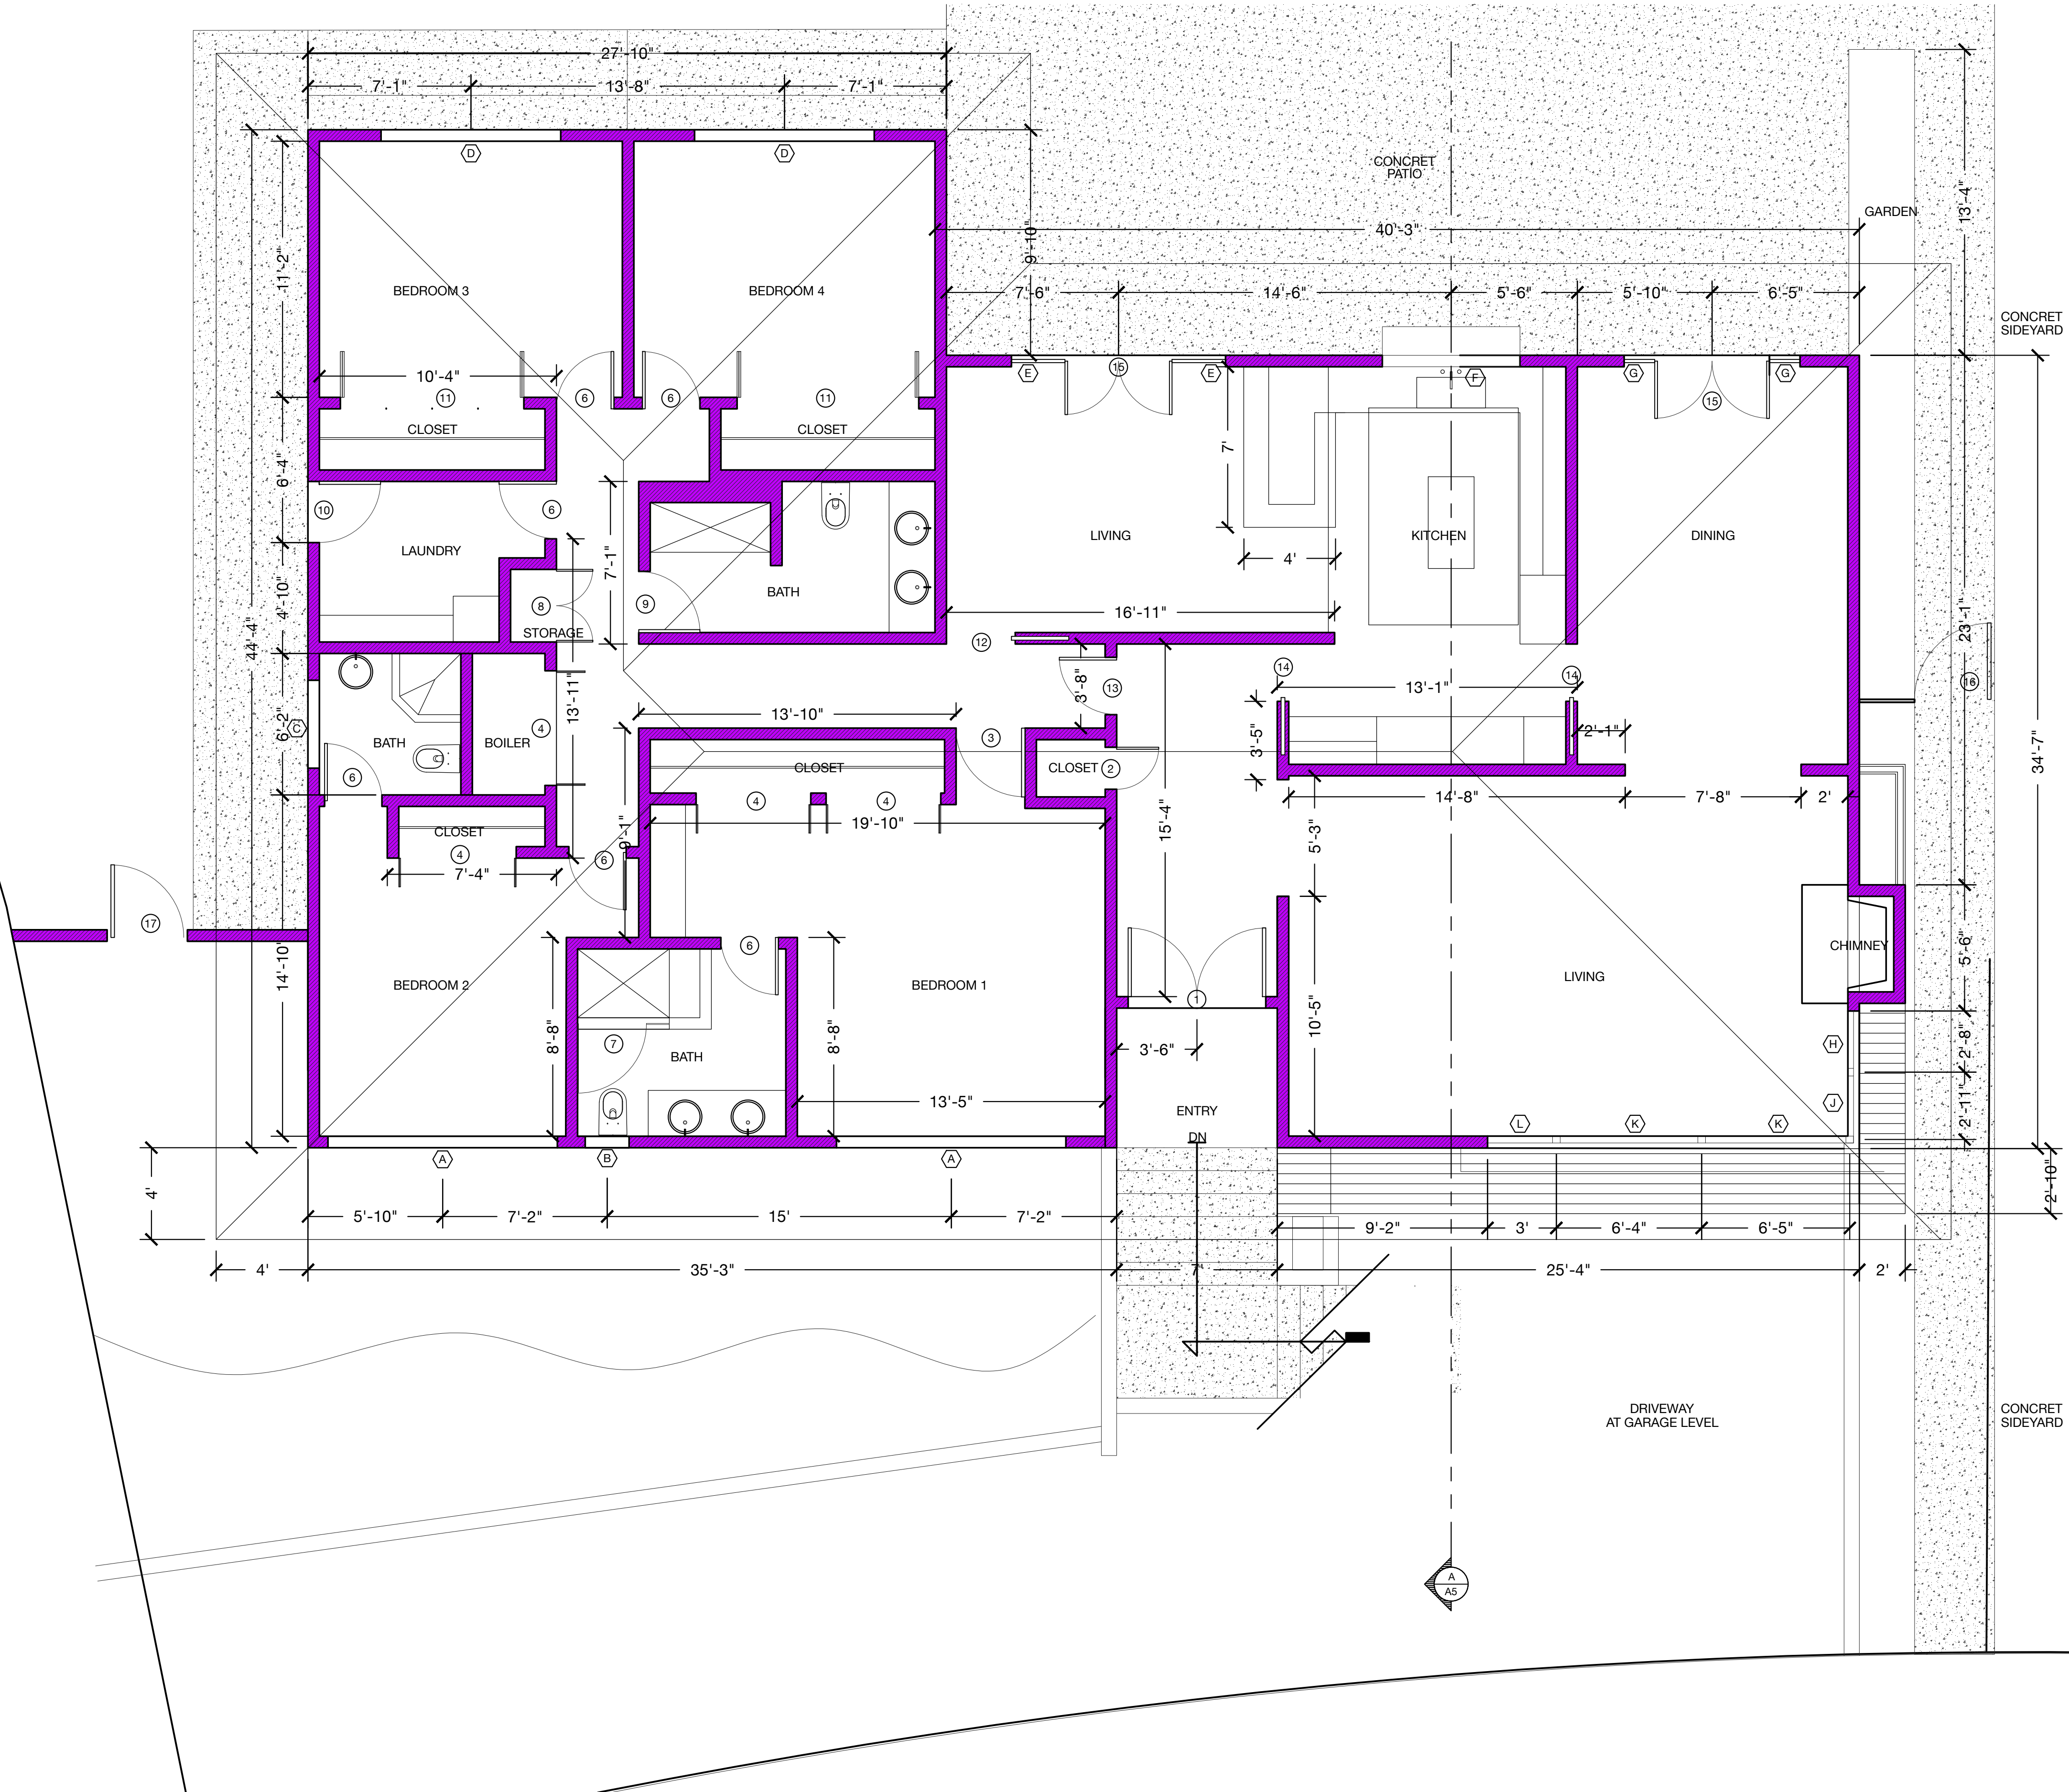 27'-10"
7'-1"
13'-8"
7'-1"
D
D
CONCRET
PATIO
13'-4"
GARDEN
40'-3"
9'-10"
11'-2"
BEDROOM 3
BEDROOM 4
7'-6"
14'-6"
5'-6"
5'-10"
6'-5"
CONCRET
SIDEYARD
10'-4"
E
15
E
F
G
G
11
6
6
11
15
CLOSET
CLOSET
7'
6'-4"
44'-4"
10
6
LAUNDRY
7'-1"
LIVING
KITCHEN
DINING
4'
4'-10"
8
9
BATH
16'-11"
23'-1"
STORAGE
12
14
14
16
13'-11"
3'-8"
13
13'-1"
6'-2"
C
4
13'-10"
3
2'-1"
BATH
BOILER
3'-5"
34'-7"
6
CLOSET
CLOSET
2
4
4
14'-8"
7'-8"
2'
CLOSET
9'-1"
19'-10"
15'-4"
5'-3"
4
6
7'-4"
17
6
CHIMNEY
5'-6"
14'-10"
BEDROOM 2
BEDROOM 1
LIVING
1
8'-8"
7
8'-8"
10'-5"
3'-6"
H
2'-8"
BATH
13'-5"
J
2'-11"
ENTRY
L
K
K
DN
A
B
A
4'
2'-10"
5'-10"
7'-2"
15'
7'-2"
9'-2"
3'
6'-4"
6'-5"
4'
35'-3"
7'
25'-4"
2'
DRIVEWAY
AT GARAGE LEVEL
CONCRET
SIDEYARD
A
A5